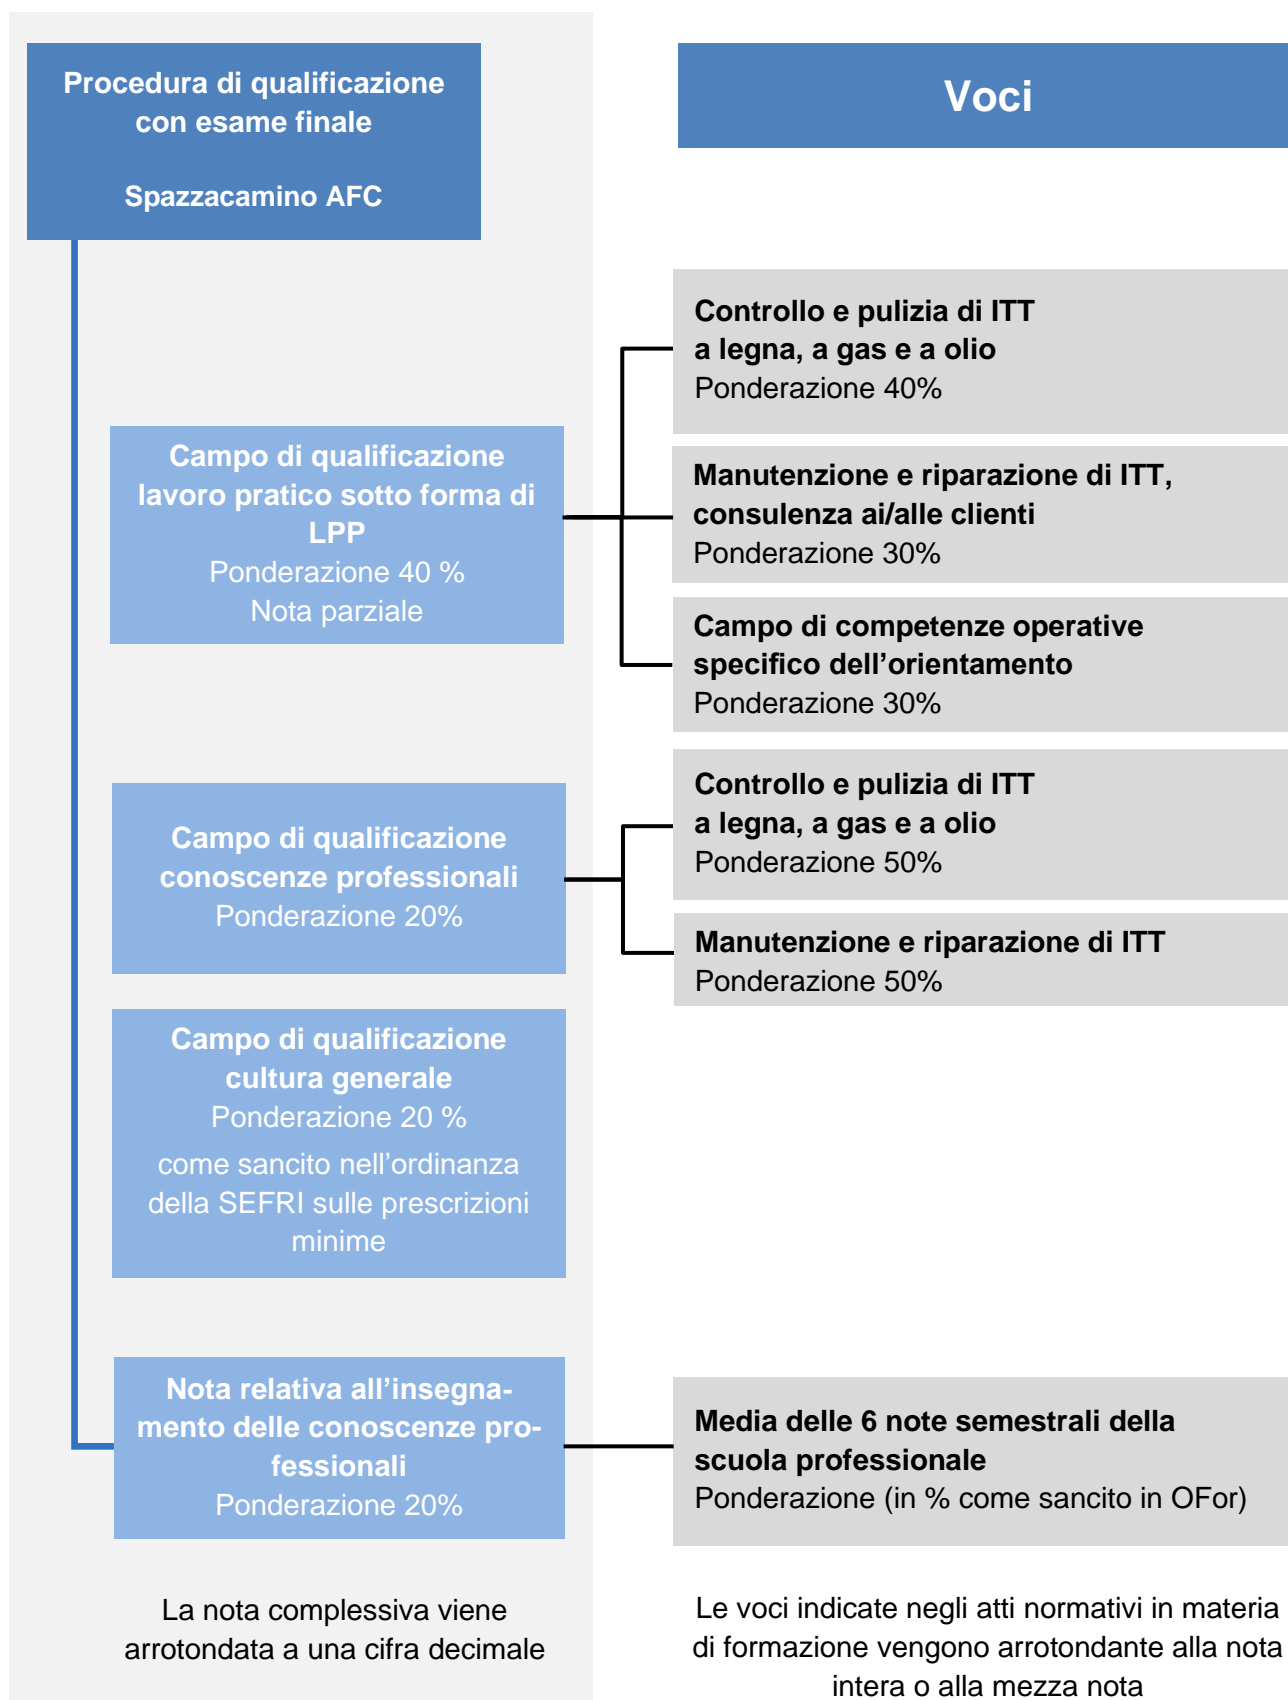 Procedura di qualificazione
con esame finale
Spazzacamino AFC
Voci
Campo di qualificazione
lavoro pratico sotto forma di
LPP
Ponderazione 40 %
Nota parziale
Controllo e pulizia di ITT
a legna, a gas e a olio
Ponderazione 40%
Manutenzione e riparazione di ITT,
consulenza ai/alle clienti
Ponderazione 30%
Campo di competenze operative
specifico dell’orientamento
Ponderazione 30%
Campo di qualificazione
conoscenze professionali
Ponderazione 20%
Controllo e pulizia di ITT
a legna, a gas e a olio
Ponderazione 50%
Manutenzione e riparazione di ITT
Ponderazione 50%
Campo di qualificazione
cultura generale
Ponderazione 20 %
come sancito nell’ordinanza
della SEFRI sulle prescrizioni
minime
Nota relativa all’insegna-
mento delle conoscenze pro-
fessionali
Ponderazione 20%
Media delle 6 note semestrali della
scuola professionale
Ponderazione (in % come sancito in OFor)
La nota complessiva viene
arrotondata a una cifra decimale
Le voci indicate negli atti normativi in materia
di formazione vengono arrotondante alla nota
intera o alla mezza nota